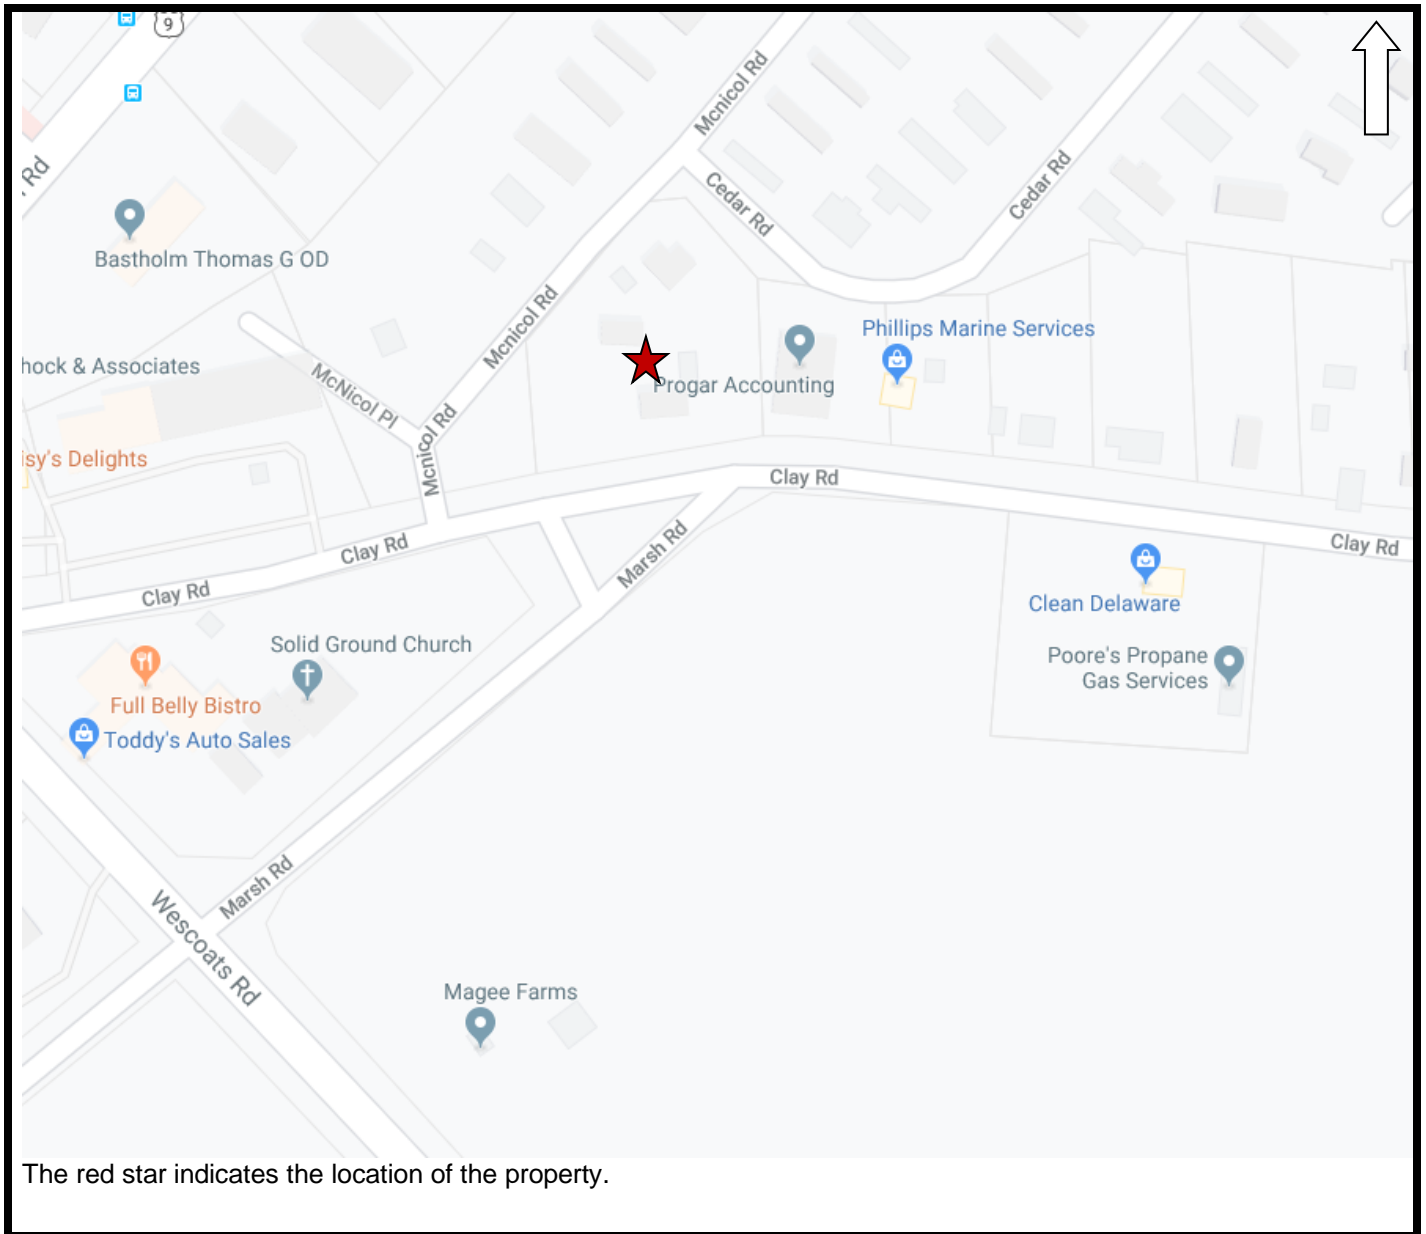 9
Mcnicol Rd
Rd
Cedar Rd
Cedar Rd
Bastholm Thomas G OD
Mcnicol Rd
Phillips Marine Services
hock & Associates
McNicol Pl
Progar Accounting
Mcnicol Rd
isy's Delights
Clay Rd
Clay Rd
Marsh Rd
Clay Rd
Clay Rd
Clean Delaware
Solid Ground Church
Poore's Propane
Gas Services
Full Belly Bistro
Toddy's Auto Sales
Marsh Rd
Wescoats Rd
Magee Farms
The red star indicates the location of the property.